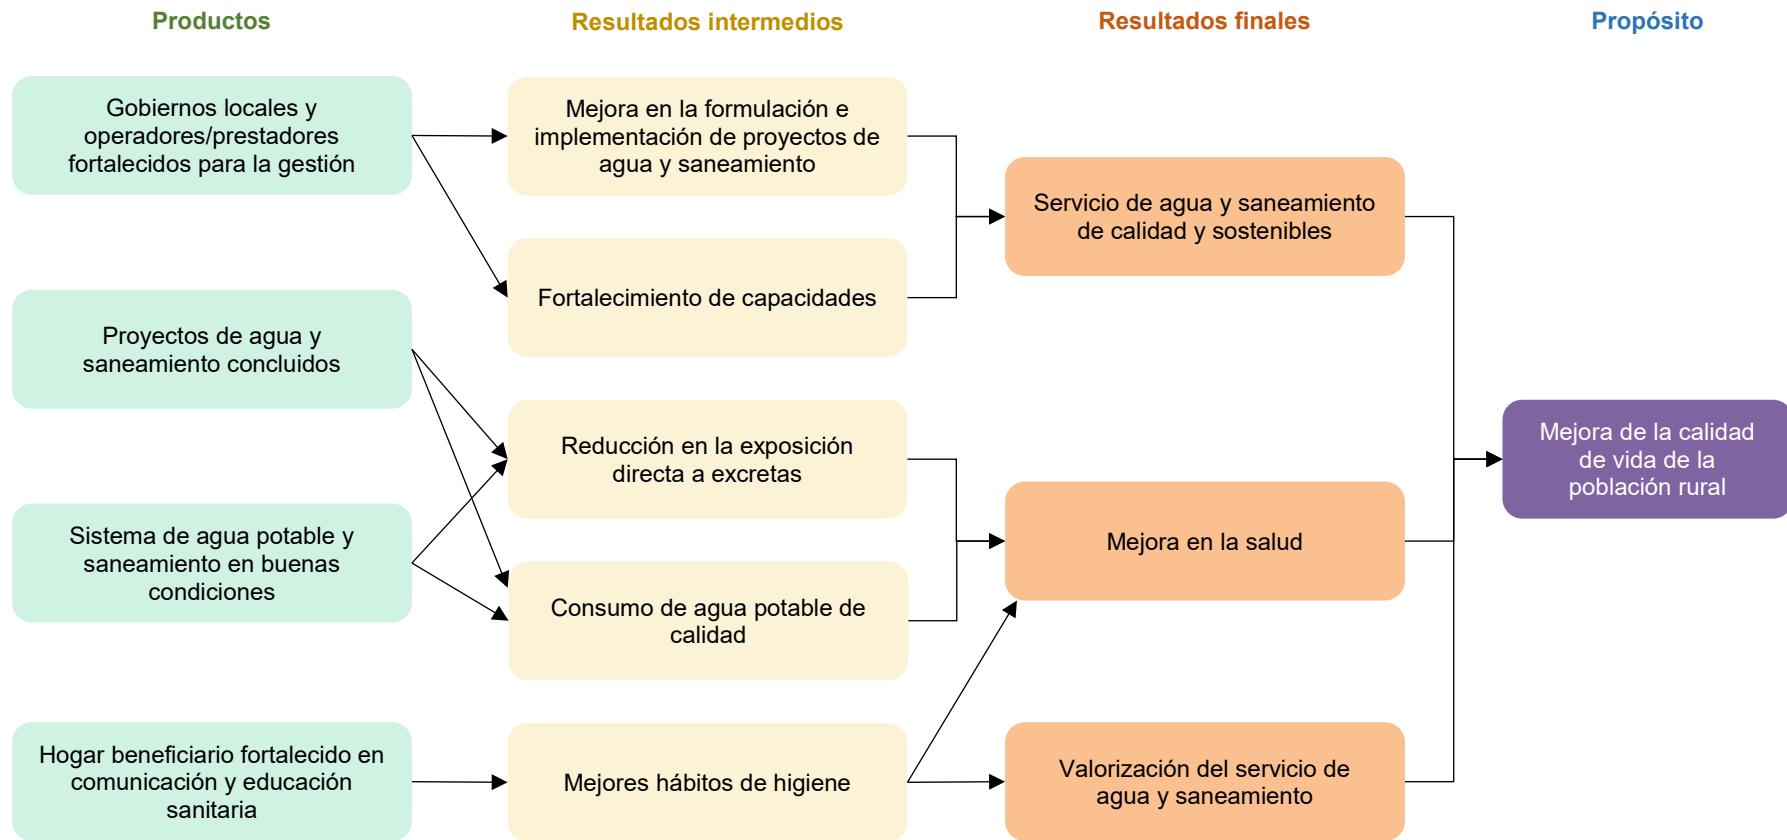 Productos
Resultados intermedios
Resultados finales
Propósito
Gobiernos locales y
operadores/prestadores
fortalecidos para la gestión
Proyectos de agua y
saneamiento concluidos
Sistema de agua potable y
saneamiento en buenas
condiciones
Hogar beneficiario fortalecido en
comunicación y educación
sanitaria
Mejora en la formulación e
implementación de proyectos de
agua y saneamiento
Fortalecimiento de capacidades
Reducción en la exposición
directa a excretas
Consumo de agua potable de
calidad
Mejores hábitos de higiene
Servicio de agua y saneamiento
de calidad y sostenibles
Mejora en la salud
Valorización del servicio de
agua y saneamiento
Mejora de la calidad
de vida de la
población rural